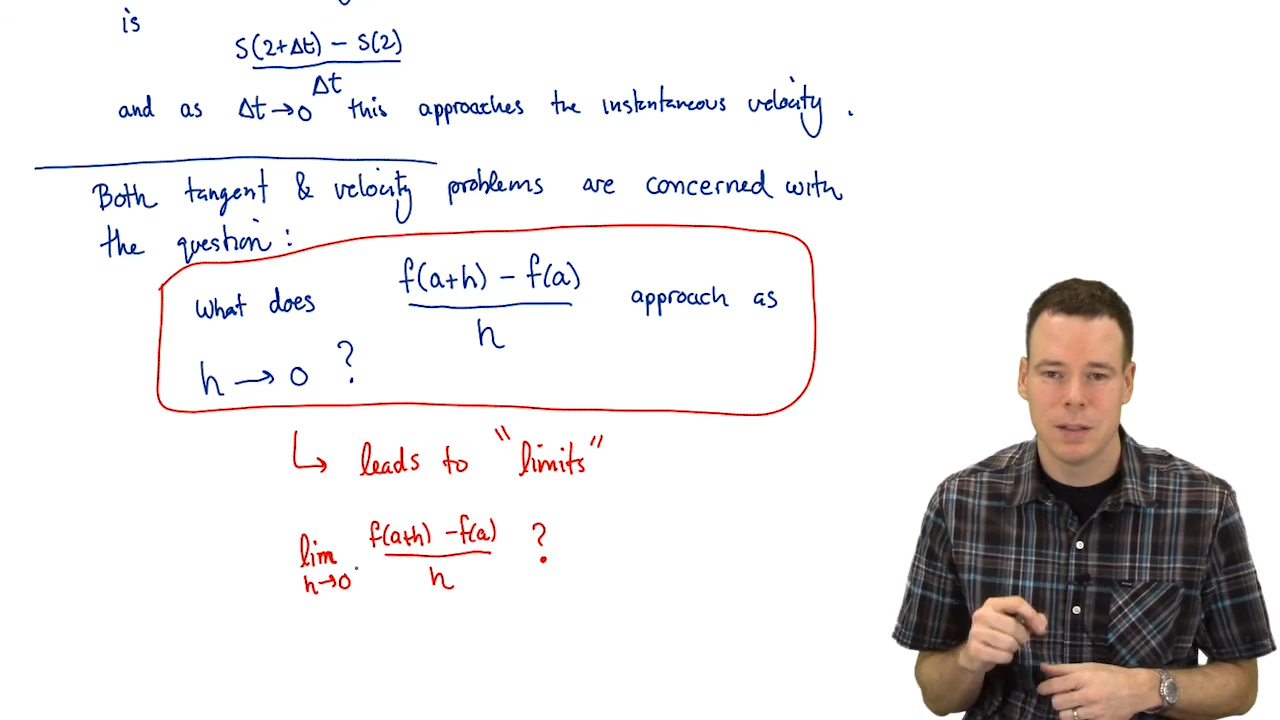 is
S(2+Δt) − S(2)
Δt
and as Δt→0 this approaches the instantaneous velocity.
Both tangent & velocity problems are concerned with
the question:
What does f(a+h) − f(a) approach as
h
h → 0 ?
↳ leads to "limits"
lim f(a+h) − f(a) ?
h→0 h